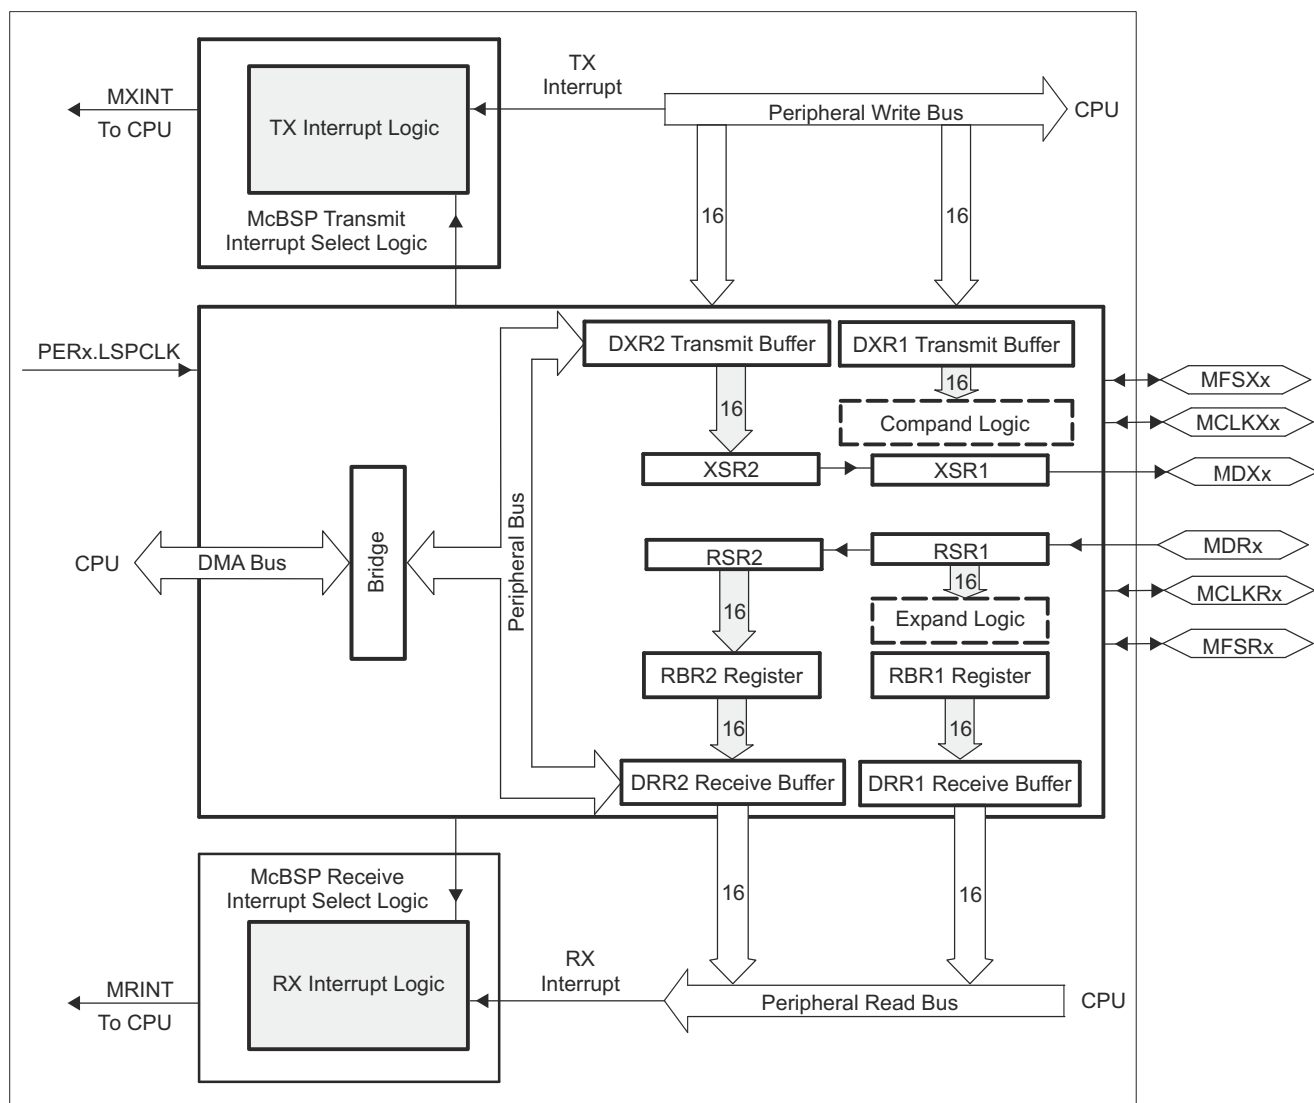 TX
Interrupt
MXINT
To CPU
TX Interrupt Logic
Peripheral Write Bus
CPU
McBSP Transmit
Interrupt Select Logic
16
16
PERx.LSPCLK
DXR2 Transmit Buffer
DXR1 Transmit Buffer
MFSXx
16
16
Compand Logic
MCLKXx
XSR2
XSR1
MDXx
Peripheral Bus
Bridge
CPU
DMA Bus
RSR2
RSR1
MDRx
16
16
Expand Logic
MCLKRx
MFSRx
RBR2 Register
RBR1 Register
16
16
DRR2 Receive Buffer
DRR1 Receive Buffer
McBSP Receive
Interrupt Select Logic
16
16
RX
Interrupt
MRINT
To CPU
RX Interrupt Logic
Peripheral Read Bus
CPU